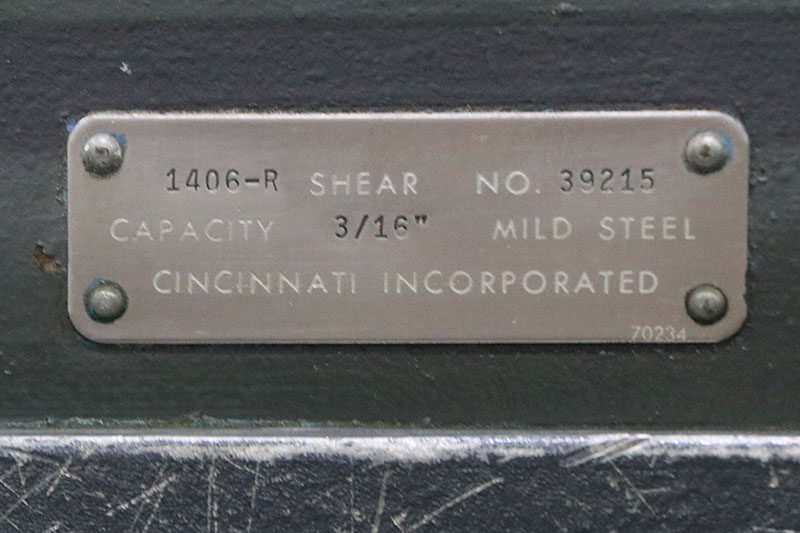 1406-R SHEAR NO. 39215
CAPACITY 3/16" MILD STEEL
CINCINNATI INCORPORATED
70234